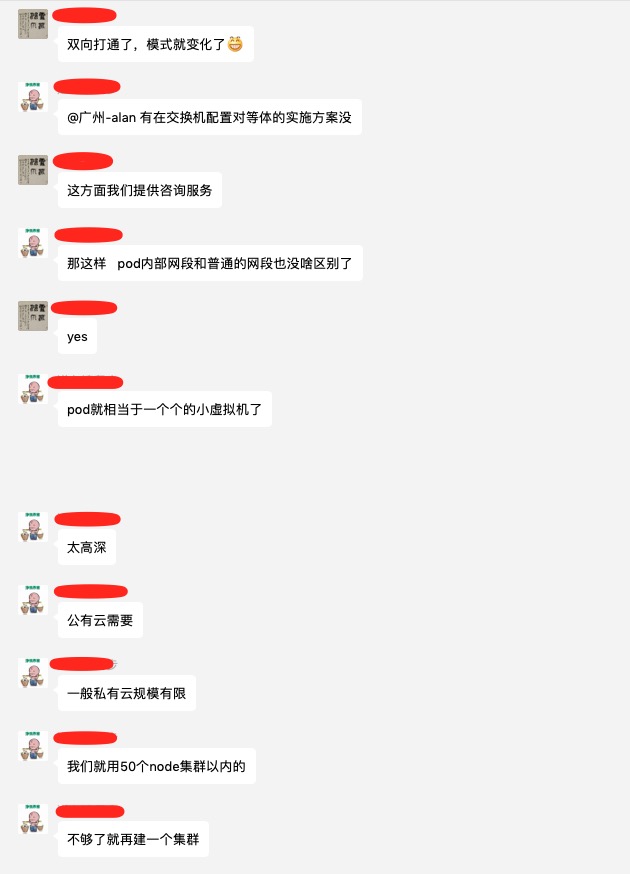 双向打通了，模式就变化了
@广州-alan 有在交换机配置对等体的实施方案没
这方面我们提供咨询服务
那这样 pod内部网段和普通的网段也没啥区别了
yes
pod就相当于一个个的小虚拟机了
太高深
公有云需要
一般私有云规模有限
我们就用50个node集群以内的
不够了就再建一个集群